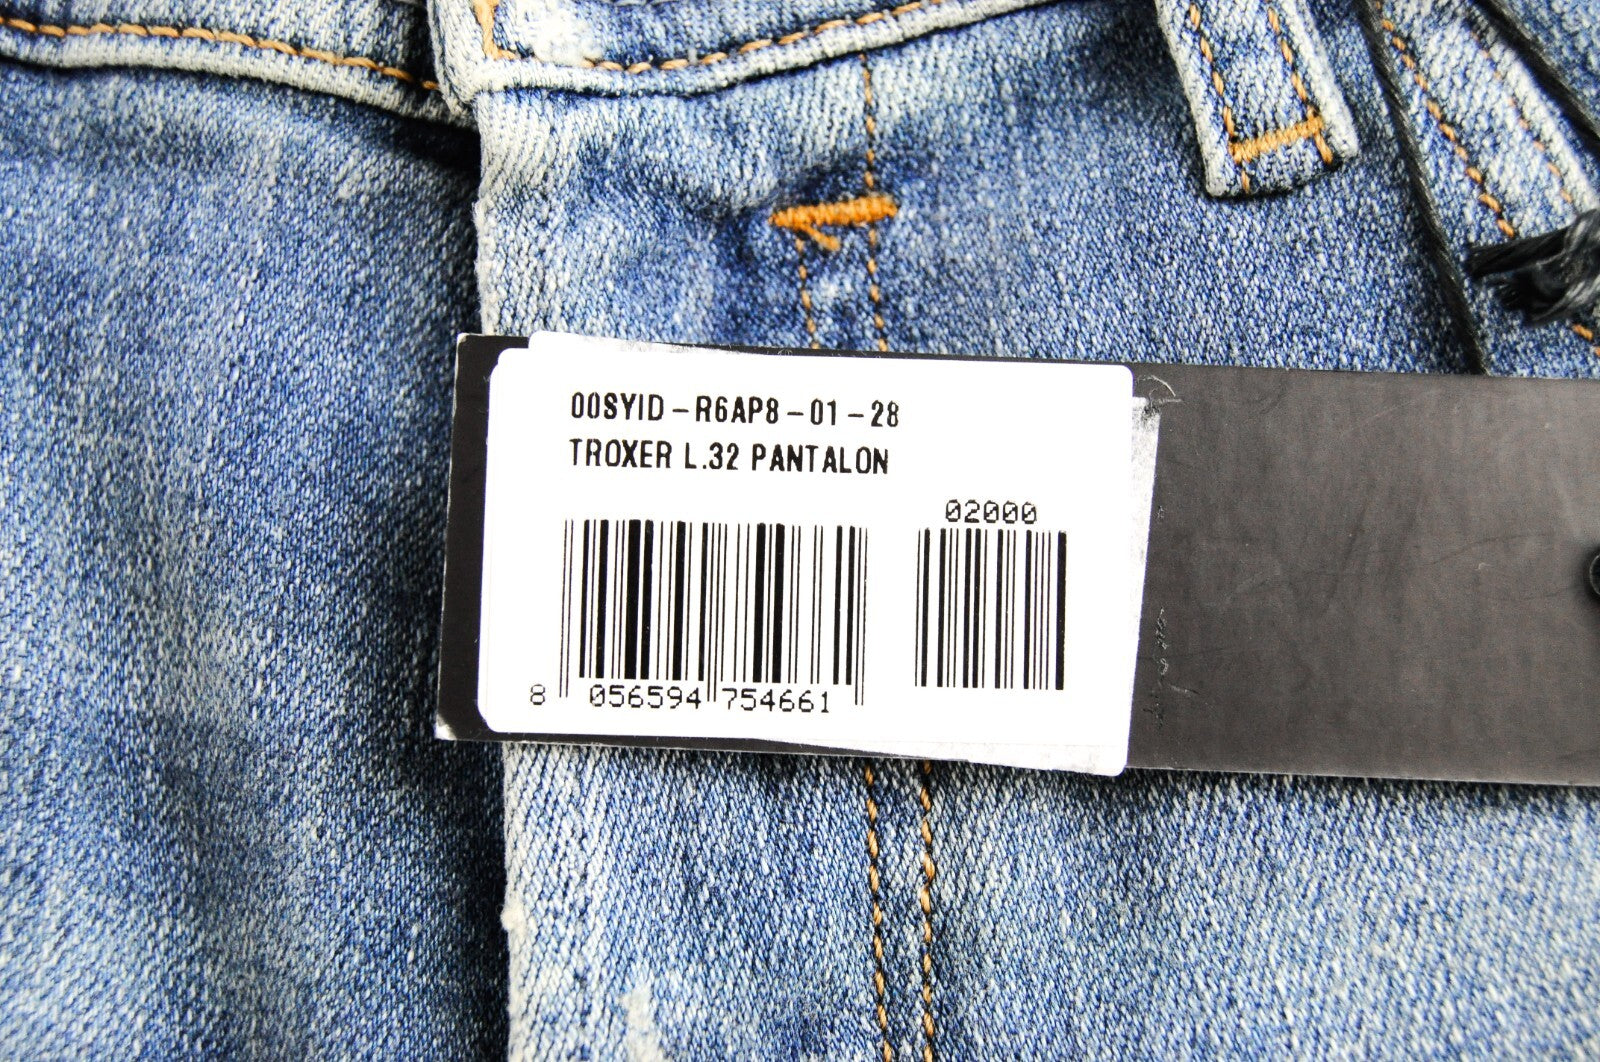 00SYID-R6AP8-01-28
TROXER L.32 PANTALON
02000
8 056594 754661